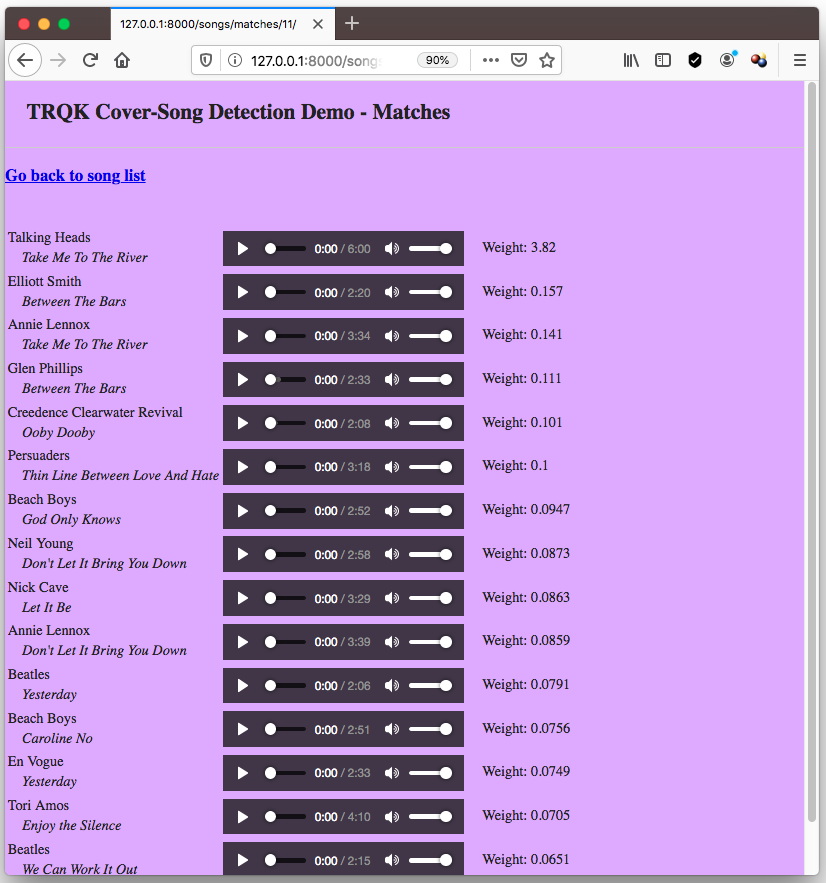 127.0.0.1:8000/songs/matches/11/
127.0.0.1:8000/song
90%
TRQK Cover-Song Detection Demo - Matches
Go back to song list
Talking Heads
Take Me To The River
0:00 / 6:00
Weight: 3.82
Elliott Smith
Between The Bars
0:00 / 2:20
Weight: 0.157
Annie Lennox
Take Me To The River
0:00 / 3:34
Weight: 0.141
Glen Phillips
Between The Bars
0:00 / 2:33
Weight: 0.111
Creedence Clearwater Revival
Ooby Dooby
0:00 / 2:08
Weight: 0.101
Persuaders
Thin Line Between Love And Hate
0:00 / 3:18
Weight: 0.1
Beach Boys
God Only Knows
0:00 / 2:52
Weight: 0.0947
Neil Young
Don't Let It Bring You Down
0:00 / 2:58
Weight: 0.0873
Nick Cave
Let It Be
0:00 / 3:29
Weight: 0.0863
Annie Lennox
Don't Let It Bring You Down
0:00 / 3:39
Weight: 0.0859
Beatles
Yesterday
0:00 / 2:06
Weight: 0.0791
Beach Boys
Caroline No
0:00 / 2:51
Weight: 0.0756
En Vogue
Yesterday
0:00 / 2:33
Weight: 0.0749
Tori Amos
Enjoy the Silence
0:00 / 4:10
Weight: 0.0705
Beatles
We Can Work It Out
0:00 / 2:15
Weight: 0.0651